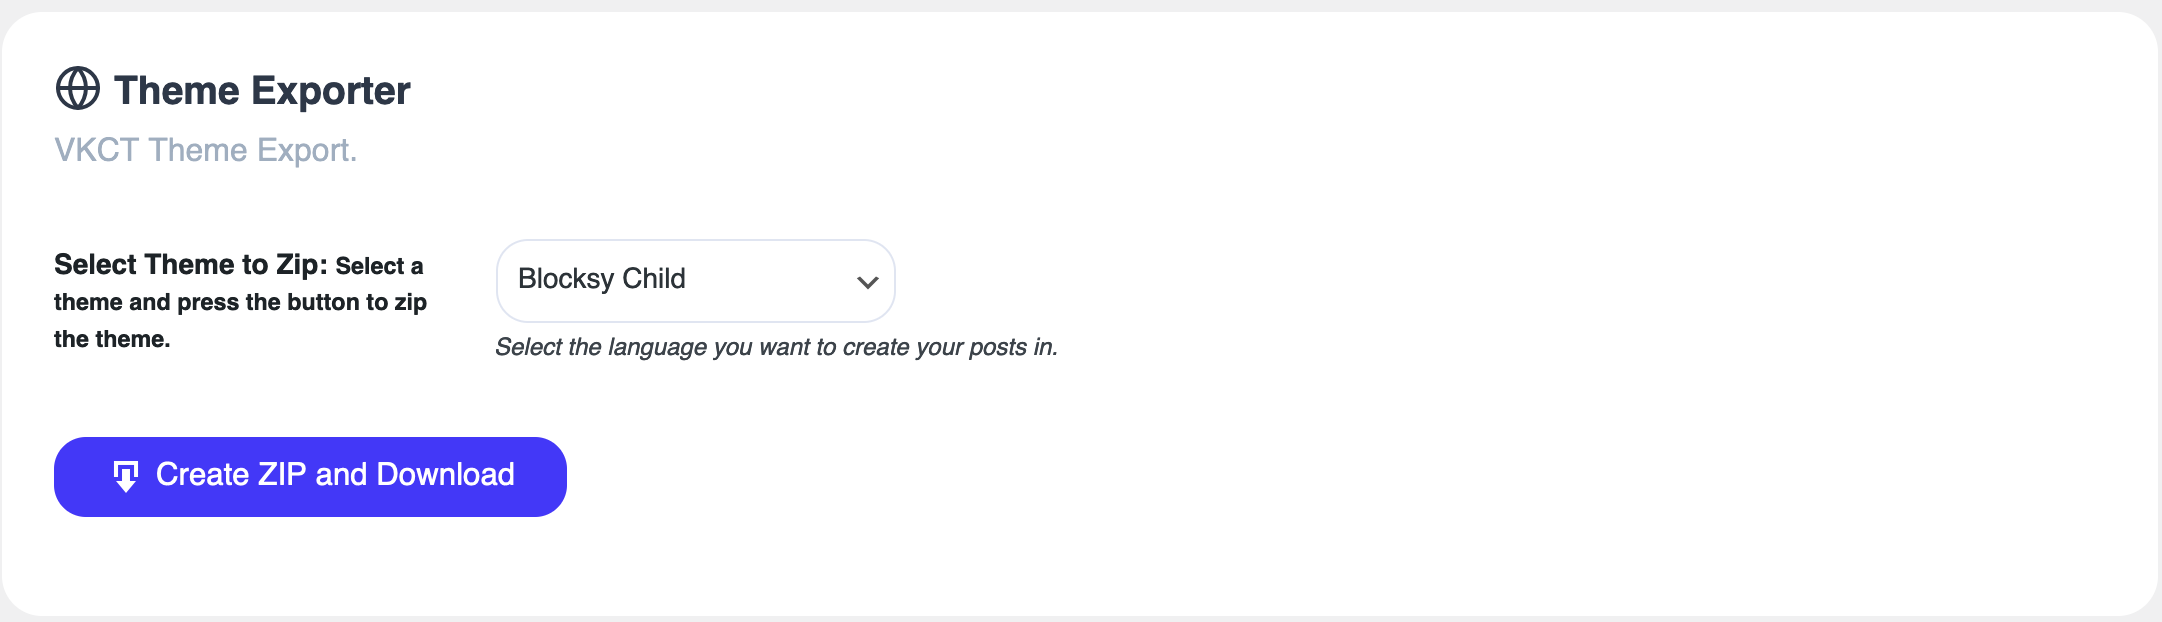 Theme Exporter
VKCT Theme Export.
Select Theme to Zip: Select a
theme and press the button to zip
the theme.
Blocksy Child
Select the language you want to create your posts in.
Create ZIP and Download